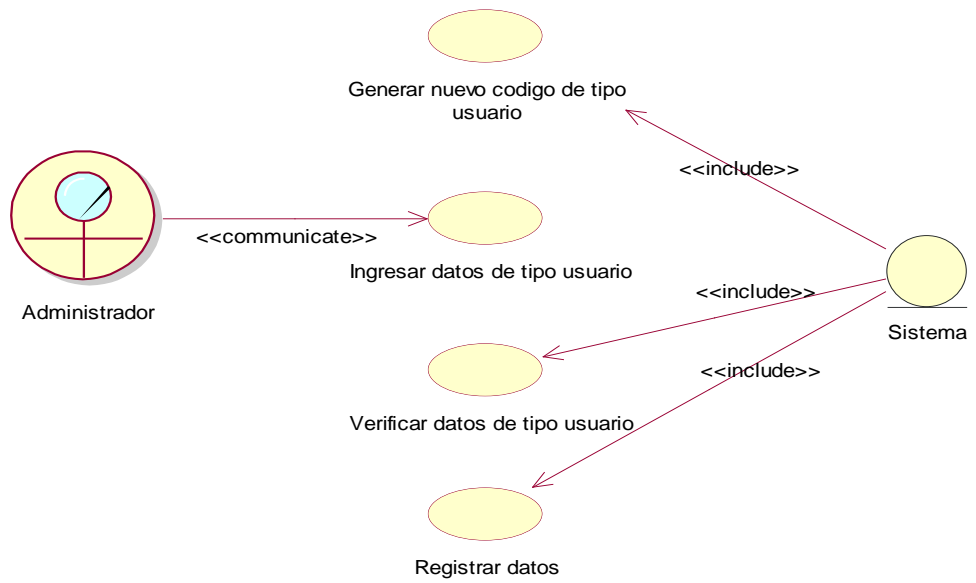 Generar nuevo codigo de tipo
usuario
<<include>>
<<communicate>>
Ingresar datos de tipo usuario
Administrador
<<include>>
Sistema
<<include>>
Verificar datos de tipo usuario
Registrar datos